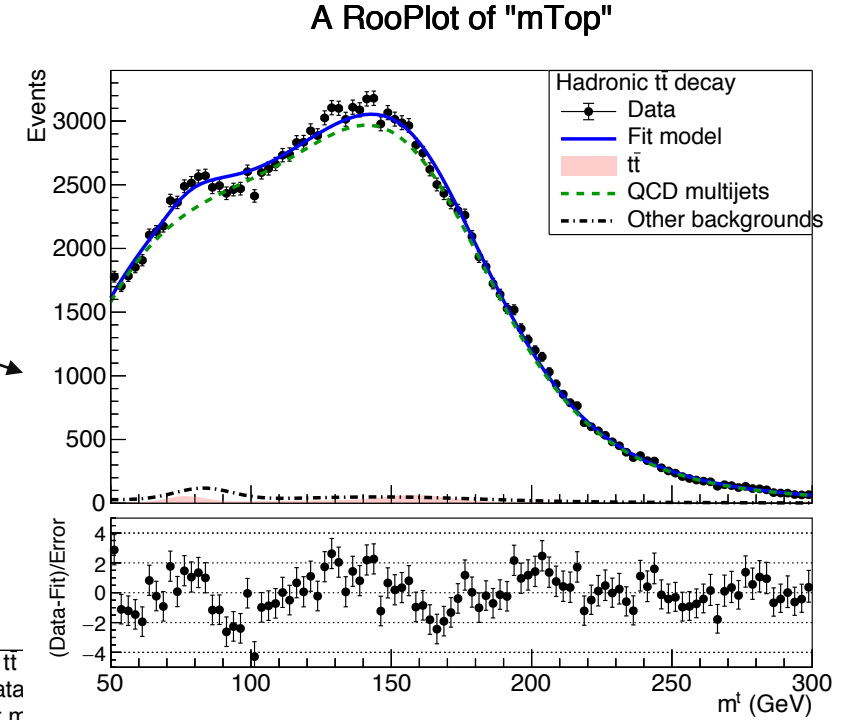 A RooPlot of "mTop"
Events
3000
2500
2000
1500
1000
500
0
Hadronic tt̄ decay
Data
Fit model
tt̄
QCD multijets
Other backgrounds
(Data-Fit)/Error
4
2
0
−2
−4
50 100 150 200 250 300
mᵗ (GeV)
tt̄